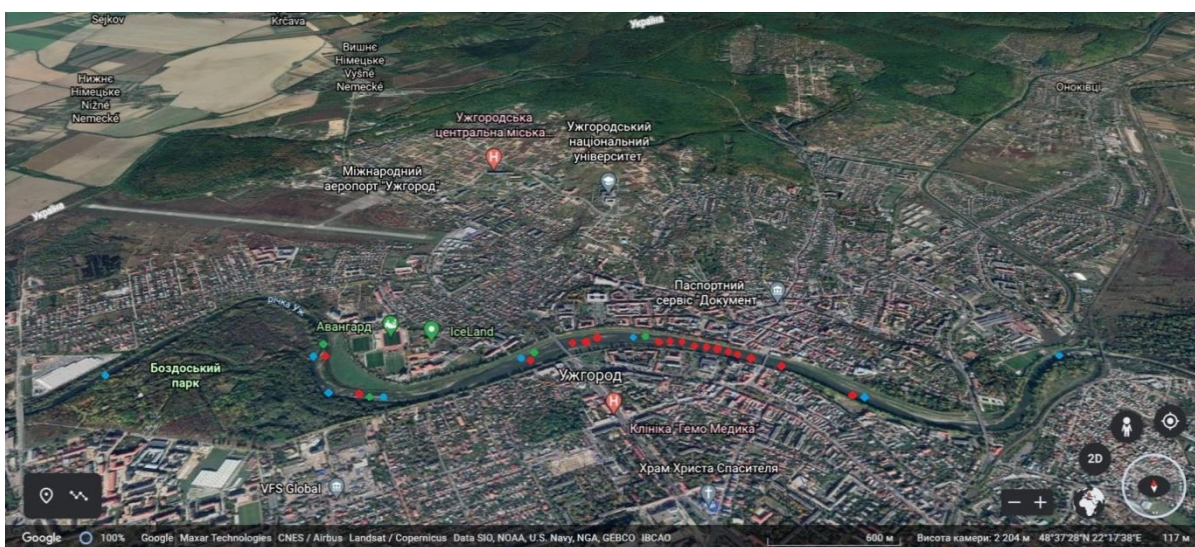 Sejkov
Krčava
Україна
Вишнє
Німецьке
Vyšné
Nemecké
Нижнє
Німецьке
Nižné
Nemecké
Оноківці
Ужгородська
центральна міська...
Ужгородський
національний
університет
Міжнародний
аеропорт "Ужгород"
Україна
річка Уж
Паспортний
сервіс "Документ"
Авангард
IceLand
Боздоський
парк
Ужгород
Клініка "Гемо Медика"
Храм Христа Спасителя
VFS Global
2D
Google 100% Google Maxar Technologies CNES / Airbus Landsat / Copernicus Data SIO, NOAA, U.S. Navy, NGA, GEBCO IBCAO 600 м Висота камери: 2 204 м 48°37'28"N 22°17'38"E 117 м